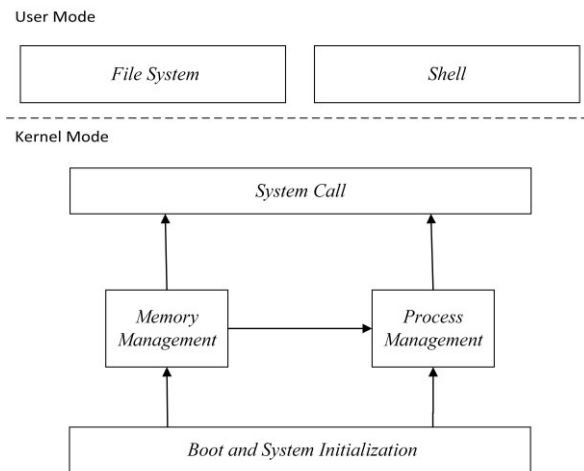 User Mode
File System
Shell
Kernel Mode
System Call
Memory
Management
Process
Management
Boot and System Initialization